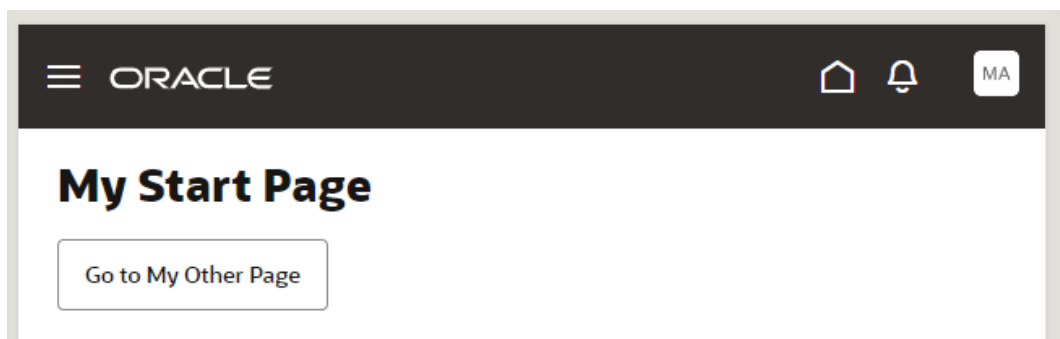 ORACLE
MA
My Start Page
Go to My Other Page